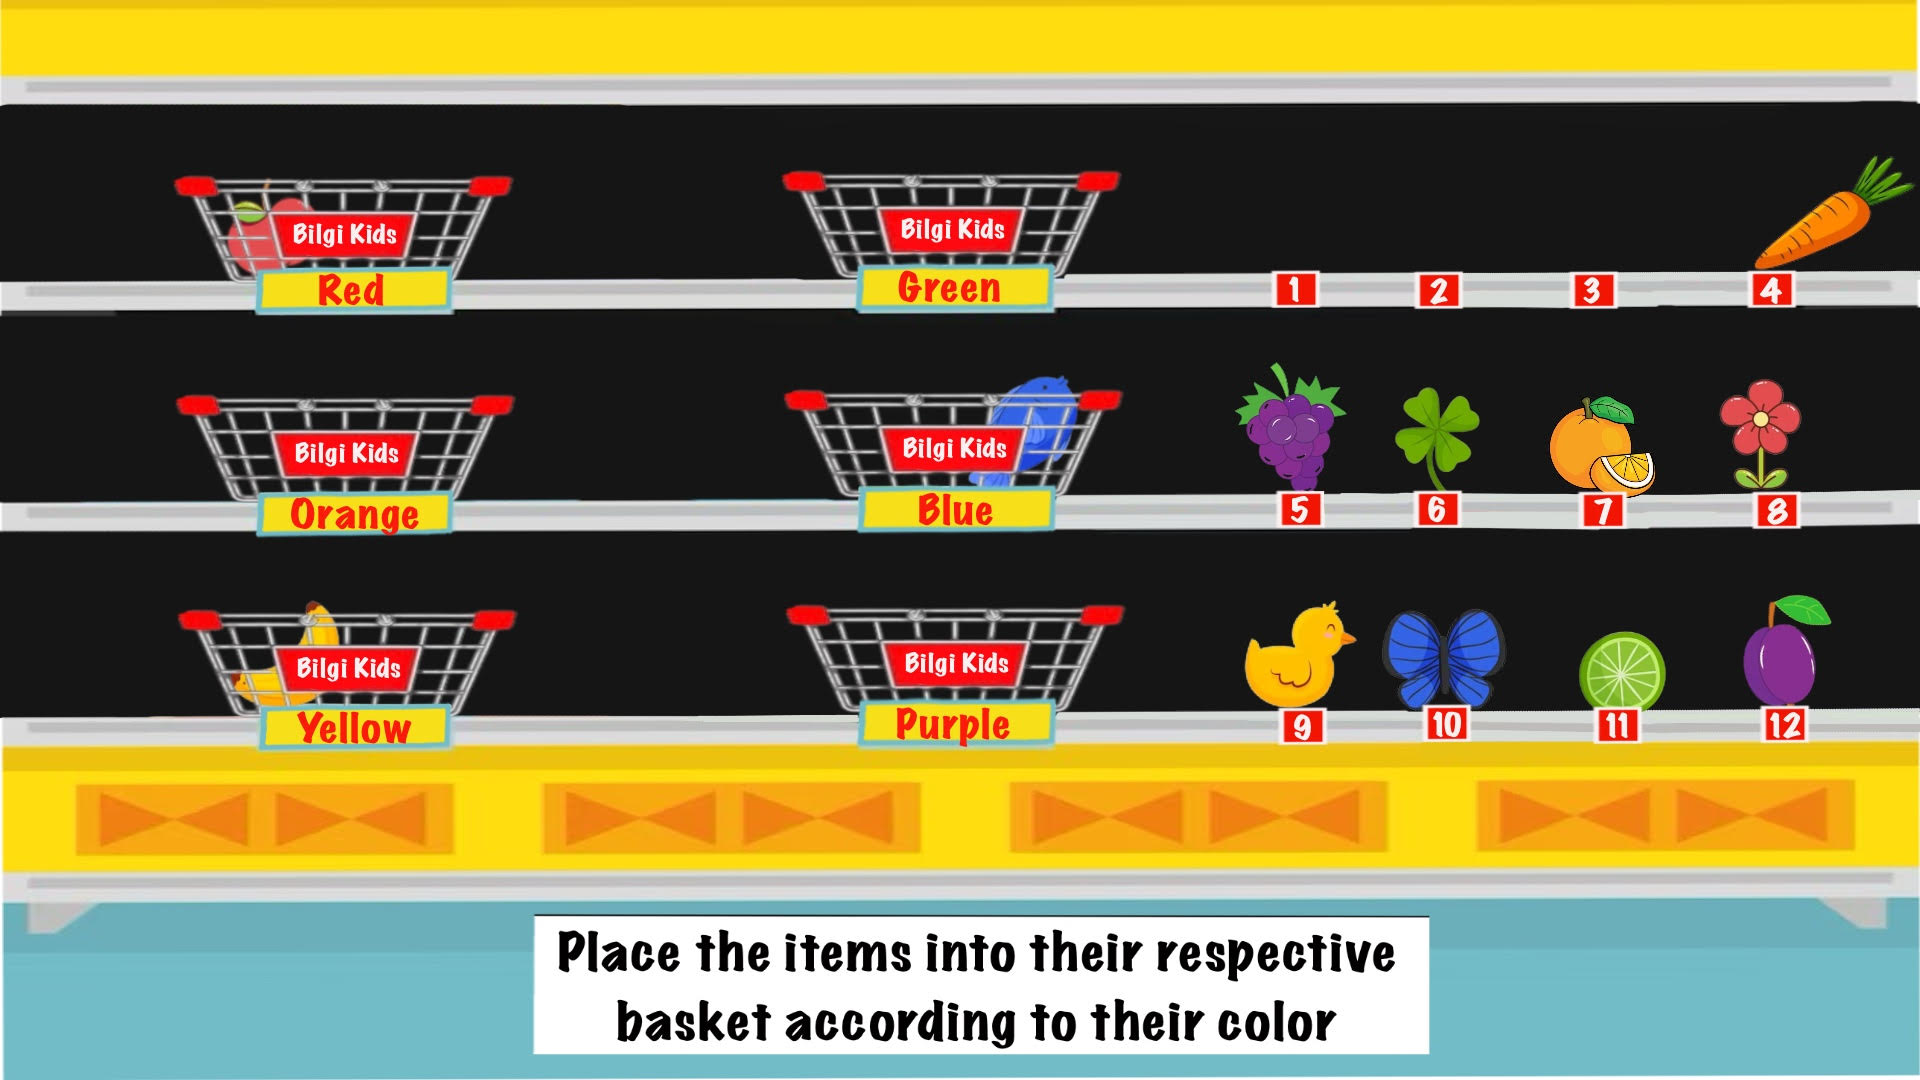 Bilgi Kids
Red
Bilgi Kids
Green
1
2
3
4
Bilgi Kids
Orange
Bilgi Kids
Blue
5
6
7
8
Bilgi Kids
Yellow
Bilgi Kids
Purple
9
10
11
12
Place the items into their respective
basket according to their color